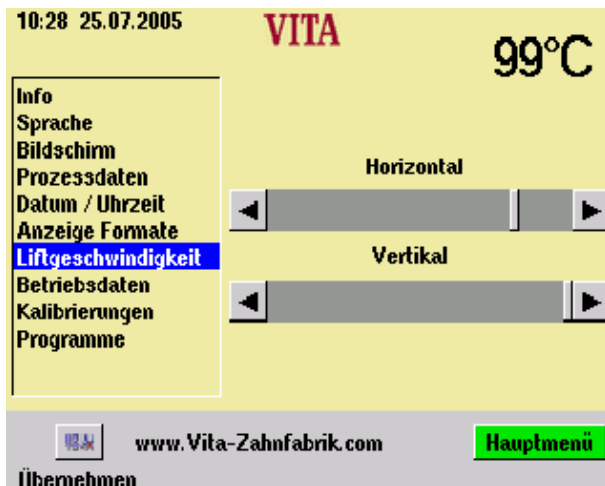 10:28 25.07.2005
VITA
99°C
Info
Sprache
Bildschirm
Prozessdaten
Datum / Uhrzeit
Anzeige Formate
Liftgeschwindigkeit
Betriebsdaten
Kalibrierungen
Programme
Horizontal
Vertikal
www.Vita-Zahnfabrik.com
Hauptmenü
Übernehmen